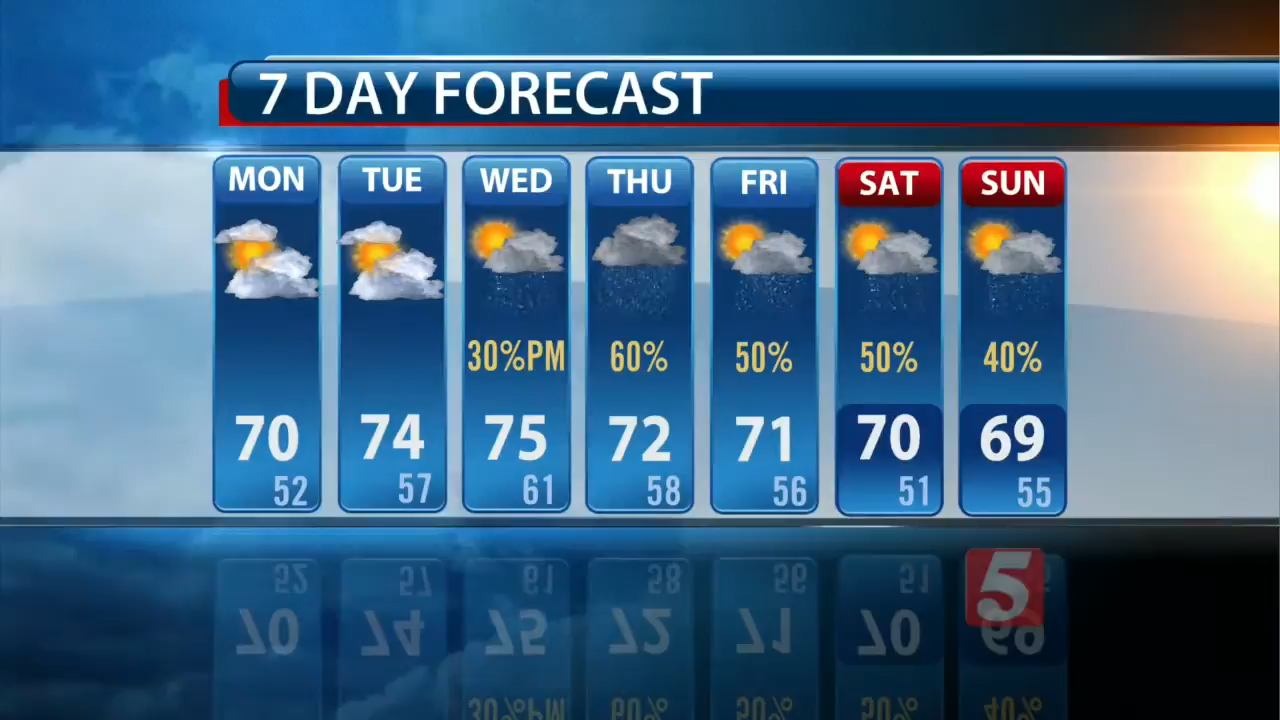 7 DAY FORECAST
MON TUE WED THU FRI SAT SUN
30%PM 60% 50% 50% 40%
70 74 75 72 71 70 69
52 57 61 58 56 51 55
5